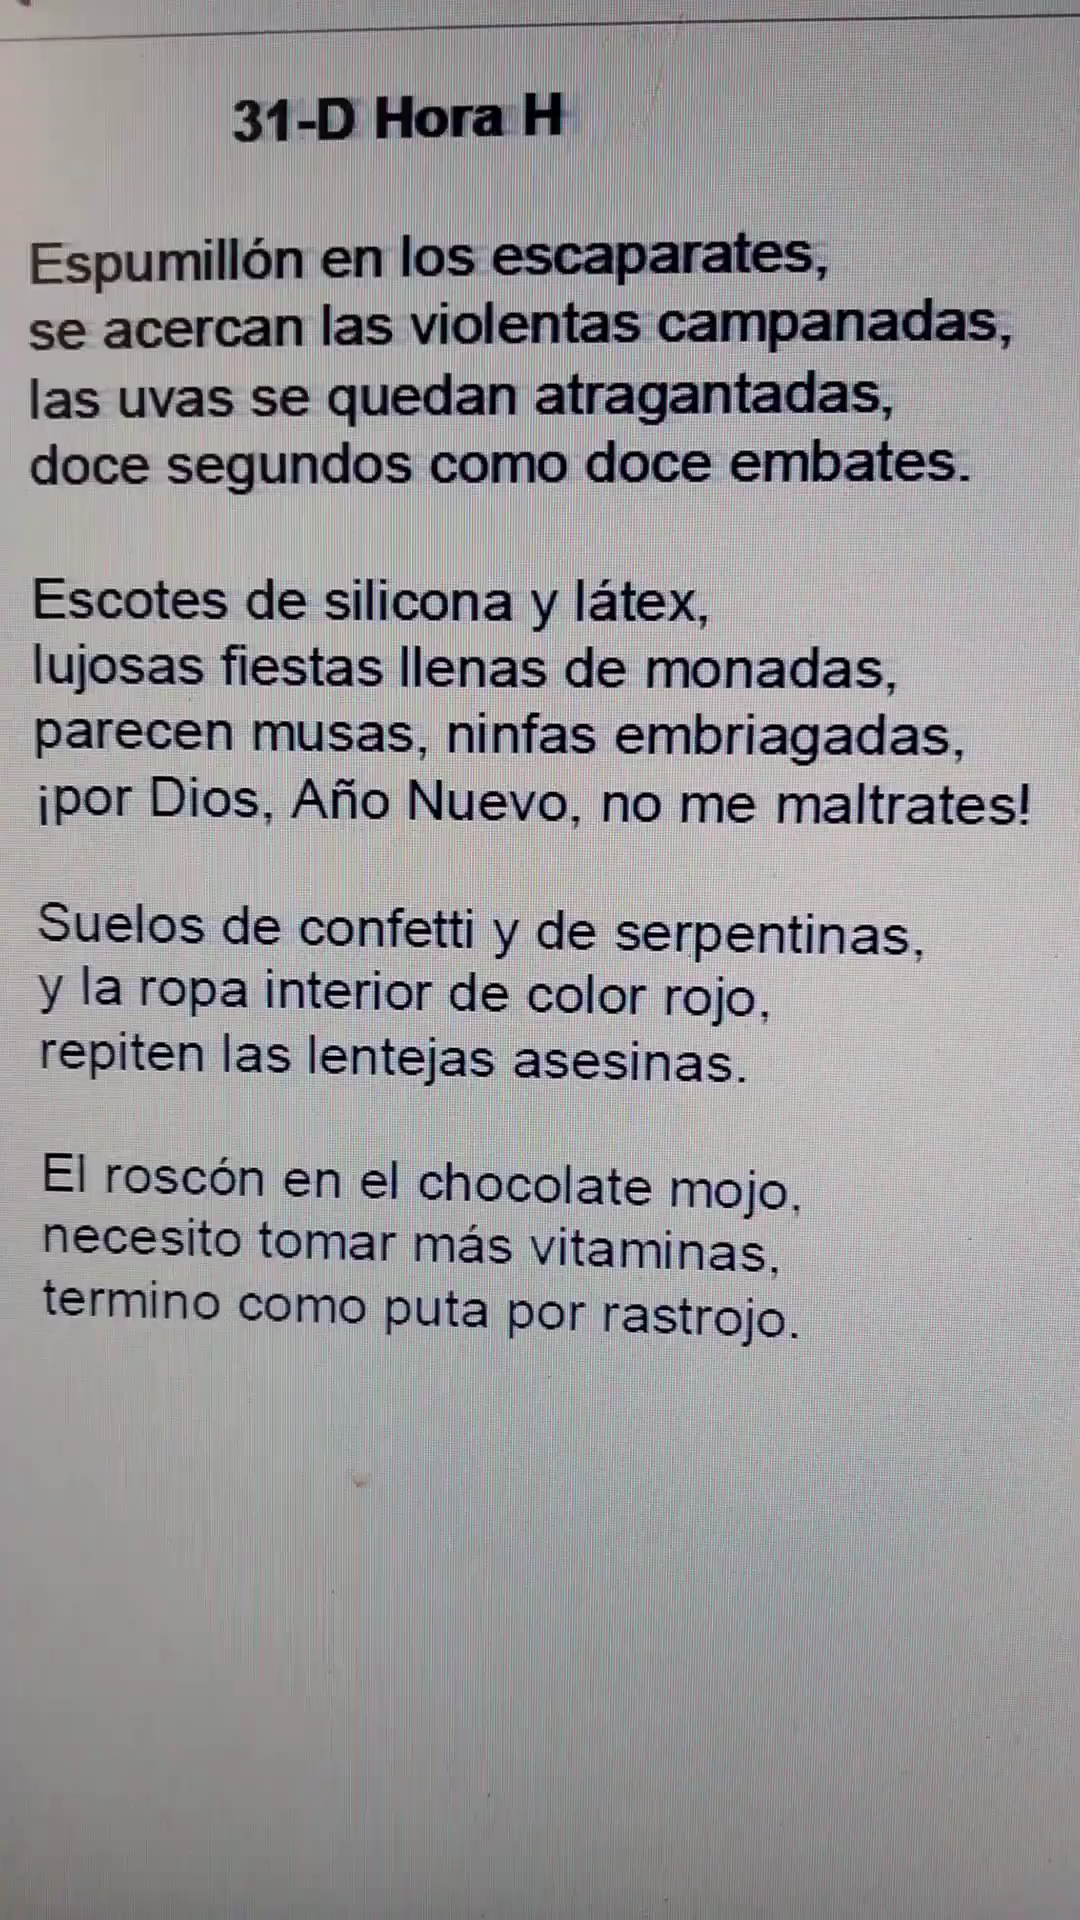 31-D Hora H
Espumillón en los escaparates,
se acercan las violentas campanadas,
las uvas se quedan atragantadas,
doce segundos como doce embates.
Escotes de silicona y látex,
lujosas fiestas llenas de monadas,
parecen musas, ninfas embriagadas,
¡por Dios, Año Nuevo, no me maltrates!
Suelos de confetti y de serpentinas,
y la ropa interior de color rojo,
repiten las lentejas asesinas.
El roscón en el chocolate mojo,
necesito tomar más vitaminas,
termino como puta por rastrojo.